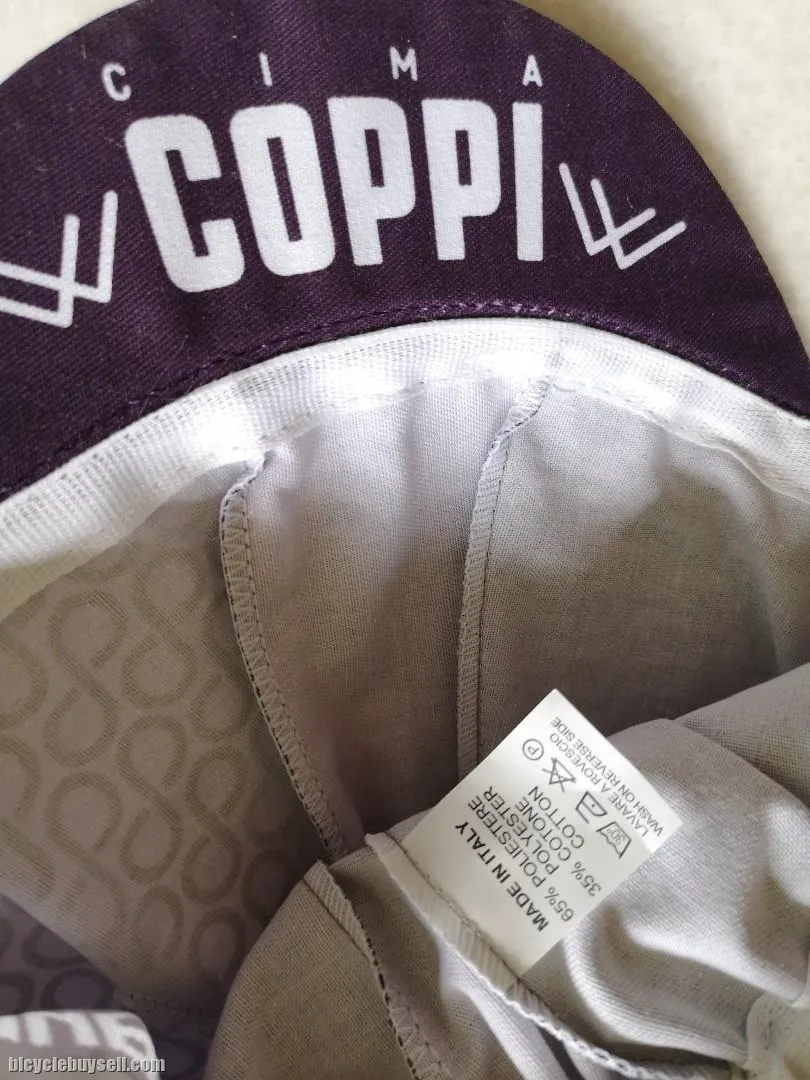 CIMA
COPPI
MADE IN ITALY
65% POLIESTERE
POLYESTER
35% COTONE
COTTON
30°
P
LAVARE A ROVESCIO
WASH ON REVERSE SIDE
bicyclebuysell.com